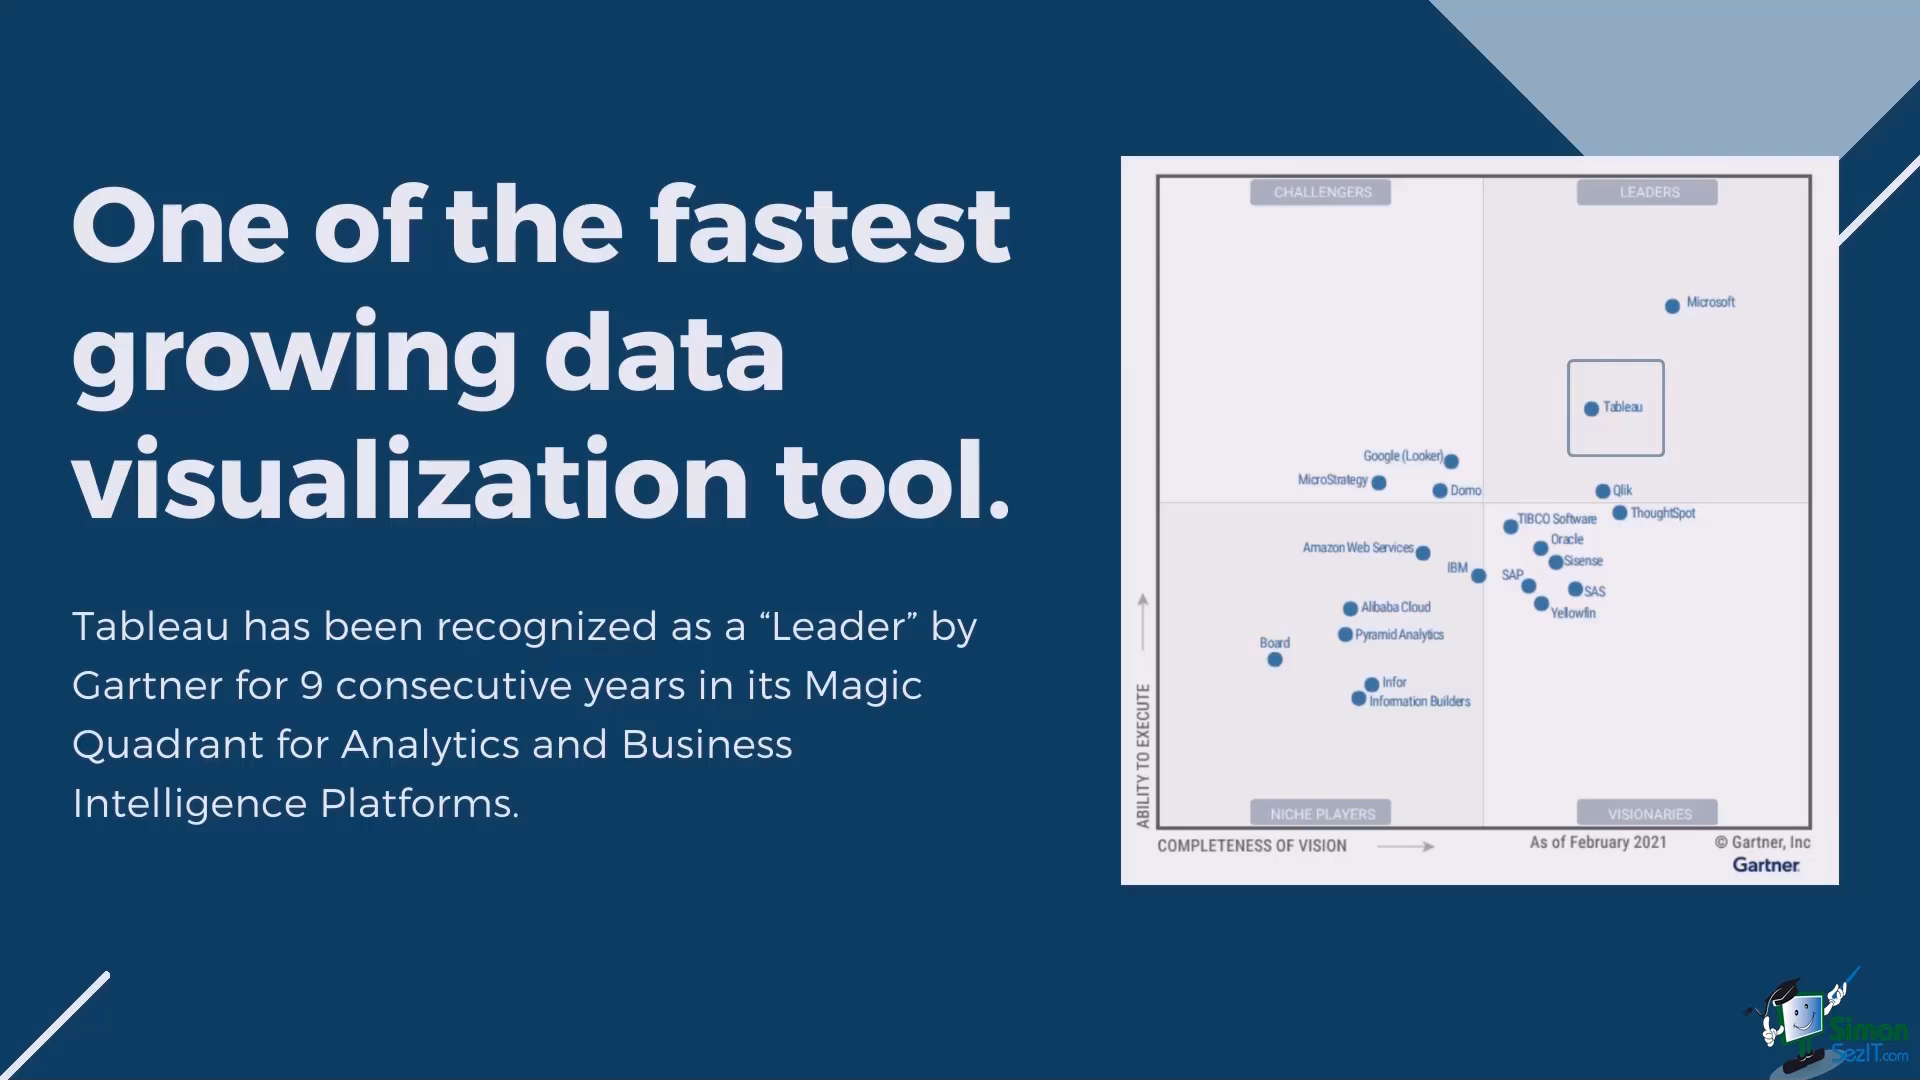 One of the fastest
growing data
visualization tool.
Tableau has been recognized as a “Leader” by
Gartner for 9 consecutive years in its Magic
Quadrant for Analytics and Business
Intelligence Platforms.
CHALLENGERS
LEADERS
Microsoft
Tableau
Google (Looker)
MicroStrategy
Domo
Qlik
ThoughtSpot
TIBCO Software
Oracle
Amazon Web Services
Sisense
IBM
SAP
SAS
Alibaba Cloud
Yellowfin
Pyramid Analytics
Board
Infor
Information Builders
ABILITY TO EXECUTE
NICHE PLAYERS
VISIONARIES
COMPLETENESS OF VISION
As of February 2021
© Gartner, Inc
Gartner
Simon
SezIT.com